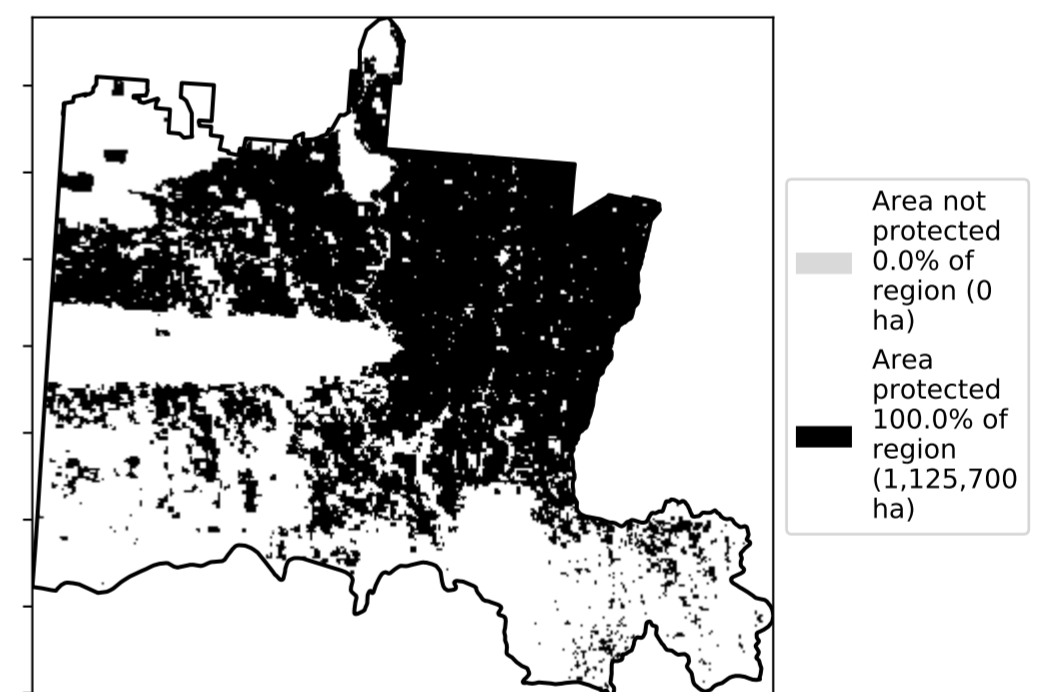 Area not
protected
0.0% of
region (0
ha)
Area
protected
100.0% of
region
(1,125,700
ha)